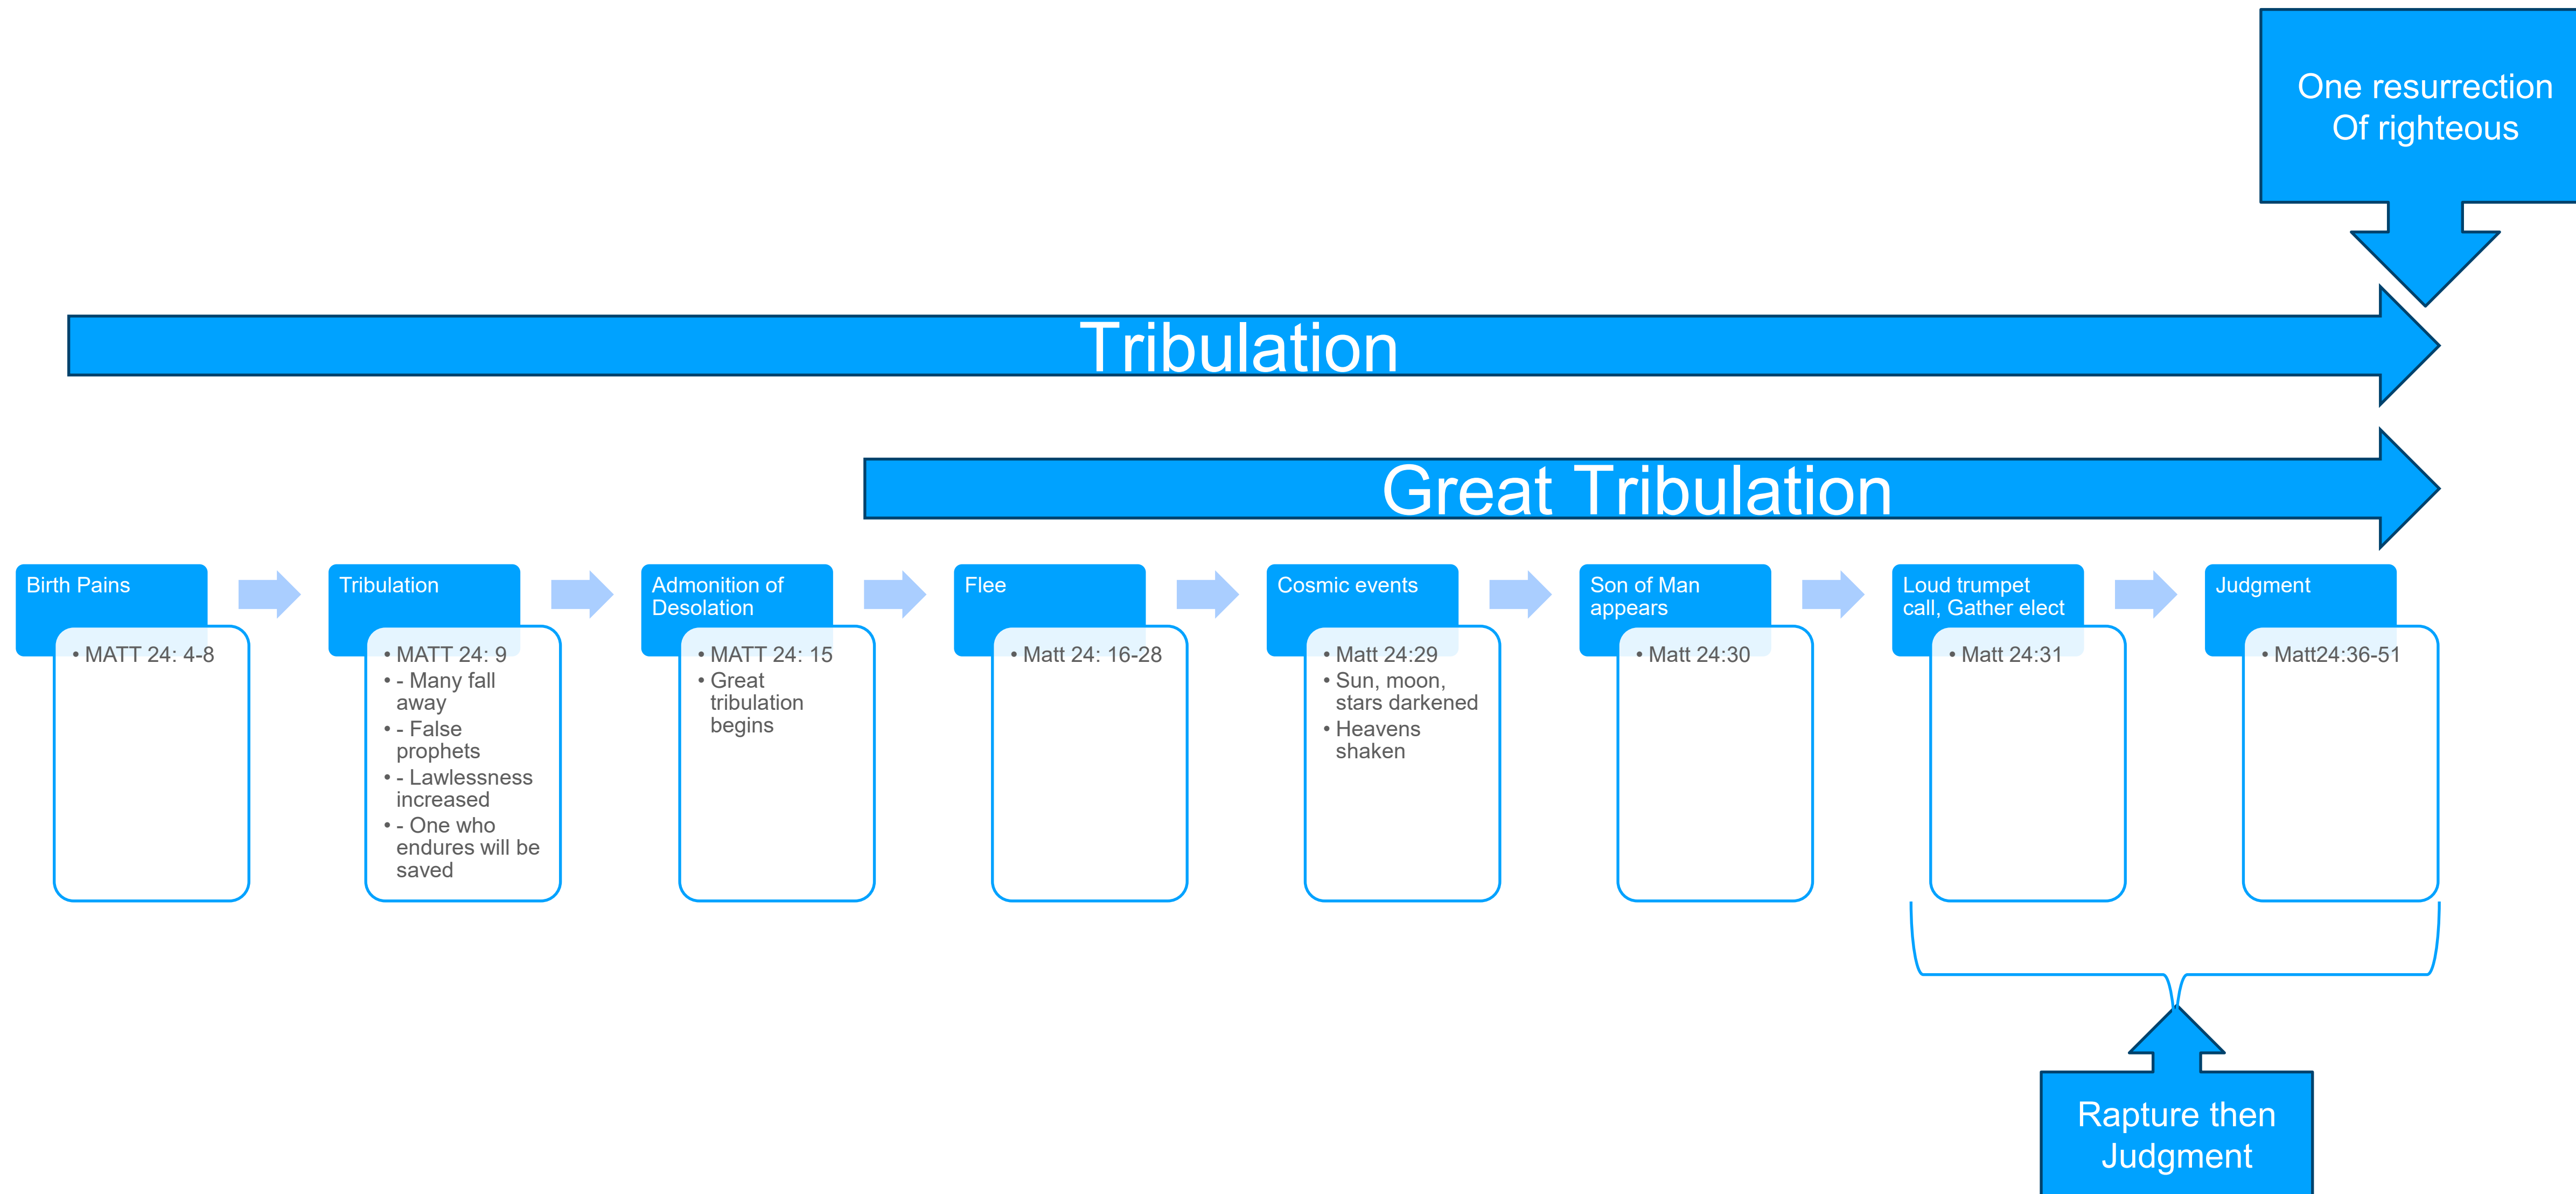 One resurrection
Of righteous
Tribulation
Great Tribulation
Birth Pains
• MATT 24: 4-8
Tribulation
• MATT 24: 9
• - Many fall
away
• - False
prophets
• - Lawlessness
increased
• - One who
endures will be
saved
Admonition of
Desolation
• MATT 24: 15
• Great
tribulation
begins
Flee
• Matt 24: 16-28
Cosmic events
• Matt 24:29
• Sun, moon,
stars darkened
• Heavens
shaken
Son of Man
appears
• Matt 24:30
Loud trumpet
call, Gather elect
• Matt 24:31
Judgment
• Matt24:36-51
Rapture then
Judgment